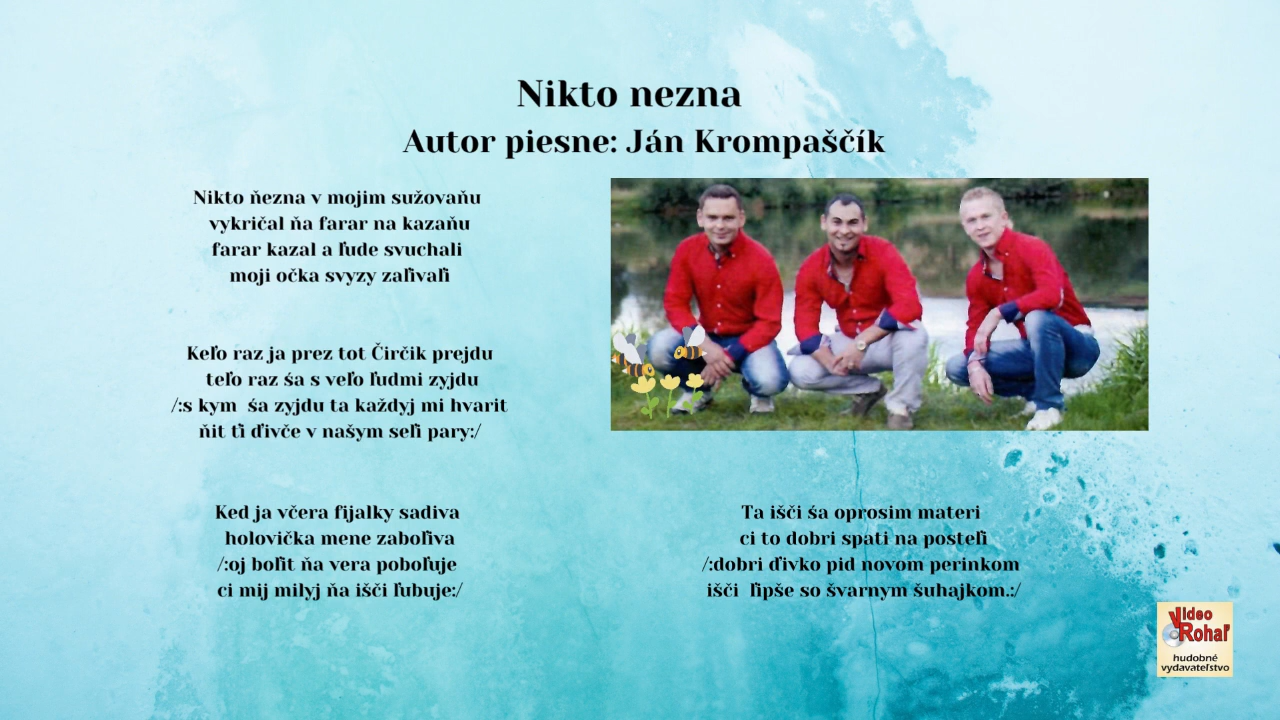 Nikto nezna
Autor piesne: Ján Krompaščík
Nikto ňezna v mojim sužovaňu
vykričal ňa farar na kazaňu
farar kazal a ľude svuchali
moji očka svyzy zaľivaľi
Keľo raz ja prez tot Čirčik prejdu
teľo raz śa s veľo ľudmi zyjdu
/:s kym śa zyjdu ta každyj mi hvarit
ňit ťi ďivče v našym seľi pary:/
Ked ja včera fijalky sadiva
holovička mene zaboľiva
/:oj boľit ňa vera poboľuje
ci mij milyj ňa išči ľubuje:/
Ta išči śa oprosim materi
ci to dobri spati na posteľi
/:dobri ďivko pid novom perinkom
išči ľipše so švarnym šuhajkom.:/
Video
Rohaľ
hudobné
vydavateľstvo